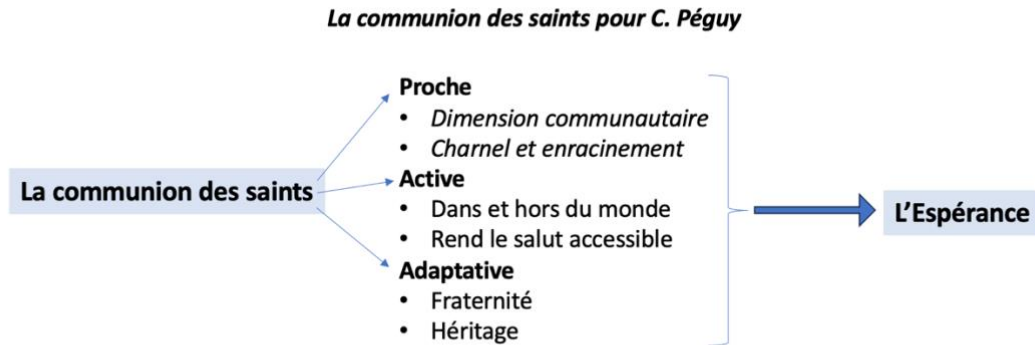 La communion des saints pour C. Péguy
La communion des saints
Proche
• Dimension communautaire
• Charnel et enracinement
Active
• Dans et hors du monde
• Rend le salut accessible
Adaptative
• Fraternité
• Héritage
L’Espérance